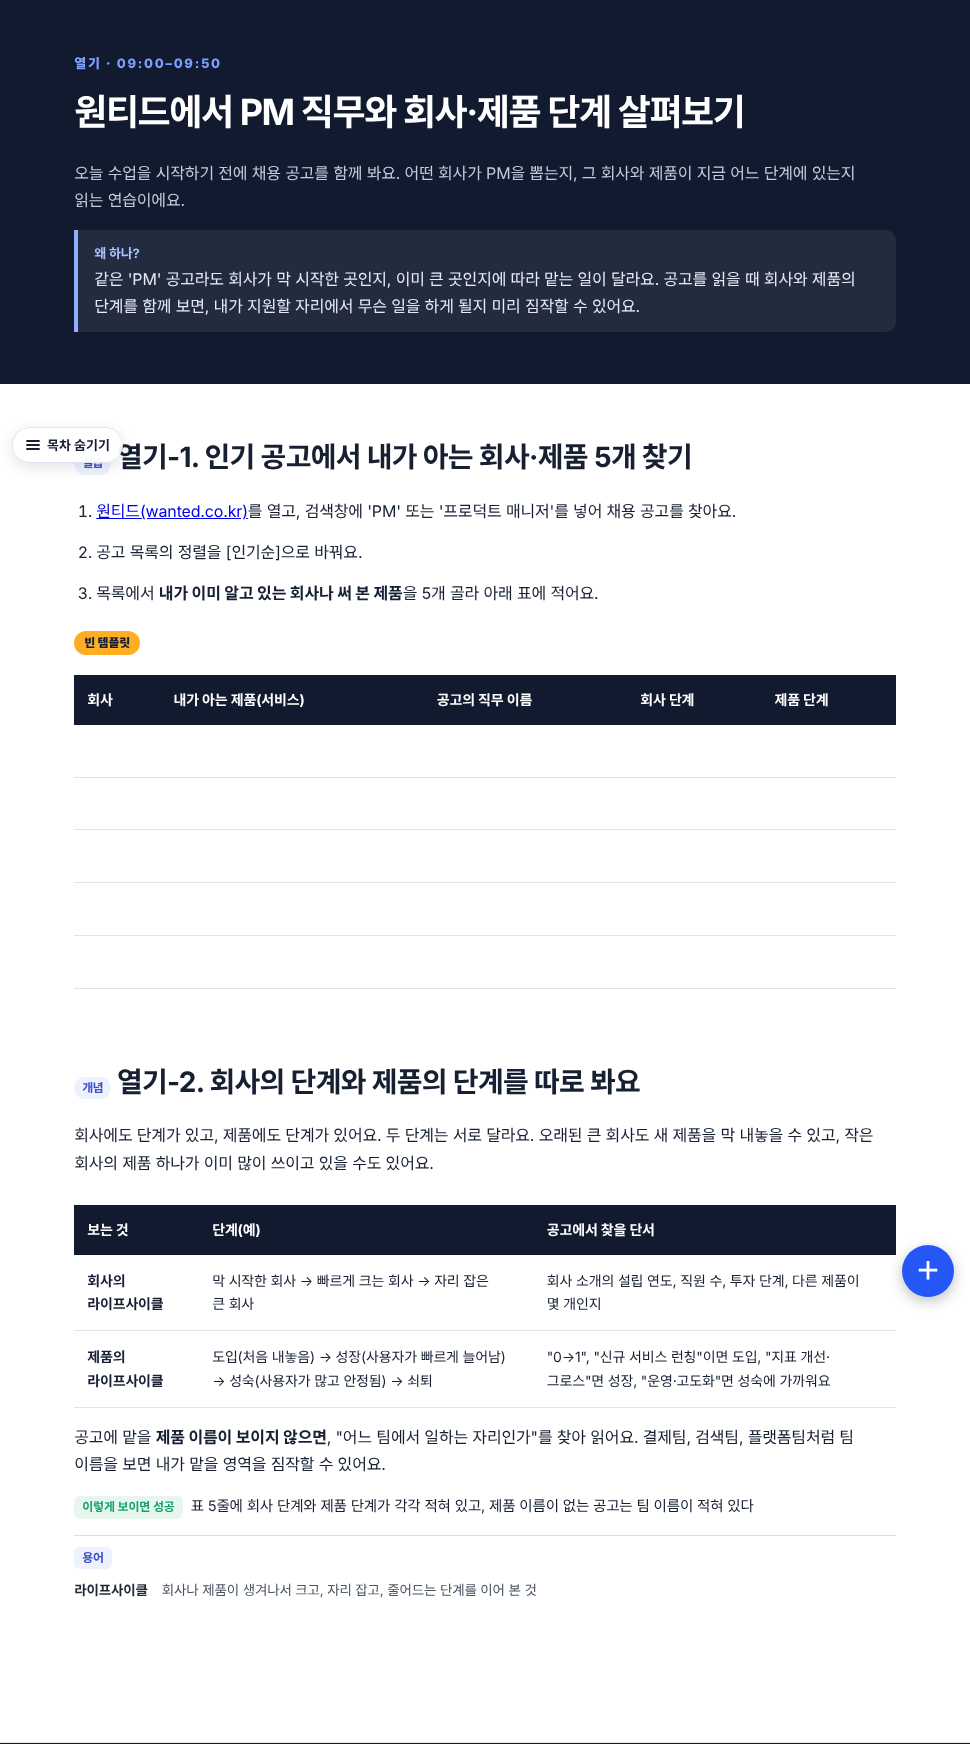 열기 · 09:00–09:50
원티드에서 PM 직무와 회사·제품 단계 살펴보기
오늘 수업을 시작하기 전에 채용 공고를 함께 봐요. 어떤 회사가 PM을 뽑는지, 그 회사와 제품이 지금 어느 단계에 있는지
읽는 연습이에요.
왜 하나?
같은 'PM' 공고라도 회사가 막 시작한 곳인지, 이미 큰 곳인지에 따라 맡는 일이 달라요. 공고를 읽을 때 회사와 제품의
단계를 함께 보면, 내가 지원할 자리에서 무슨 일을 하게 될지 미리 짐작할 수 있어요.
목차 숨기기
열기-1. 인기 공고에서 내가 아는 회사·제품 5개 찾기
1. 원티드(wanted.co.kr)를 열고, 검색창에 'PM' 또는 '프로덕트 매니저'를 넣어 채용 공고를 찾아요.
2. 공고 목록의 정렬을 [인기순]으로 바꿔요.
3. 목록에서 내가 이미 알고 있는 회사나 써 본 제품을 5개 골라 아래 표에 적어요.
빈 템플릿
회사 내가 아는 제품(서비스) 공고의 직무 이름 회사 단계 제품 단계
개념 열기-2. 회사의 단계와 제품의 단계를 따로 봐요
회사에도 단계가 있고, 제품에도 단계가 있어요. 두 단계는 서로 달라요. 오래된 큰 회사도 새 제품을 막 내놓을 수 있고, 작은
회사의 제품 하나가 이미 많이 쓰이고 있을 수도 있어요.
보는 것 단계(예) 공고에서 찾을 단서
회사의 막 시작한 회사 → 빠르게 크는 회사 → 자리 잡은 회사 소개의 설립 연도, 직원 수, 투자 단계, 다른 제품이
라이프사이클 큰 회사 몇 개인지
제품의 도입(처음 내놓음) → 성장(사용자가 빠르게 늘어남) "0→1", "신규 서비스 런칭"이면 도입, "지표 개선·
라이프사이클 → 성숙(사용자가 많고 안정됨) → 쇠퇴 그로스"면 성장, "운영·고도화"면 성숙에 가까워요
공고에 맡을 제품 이름이 보이지 않으면, "어느 팀에서 일하는 자리인가"를 찾아 읽어요. 결제팀, 검색팀, 플랫폼팀처럼 팀
이름을 보면 내가 맡을 영역을 짐작할 수 있어요.
이렇게 보이면 성공 표 5줄에 회사 단계와 제품 단계가 각각 적혀 있고, 제품 이름이 없는 공고는 팀 이름이 적혀 있다
용어
라이프사이클 회사나 제품이 생겨나서 크고, 자리 잡고, 줄어드는 단계를 이어 본 것